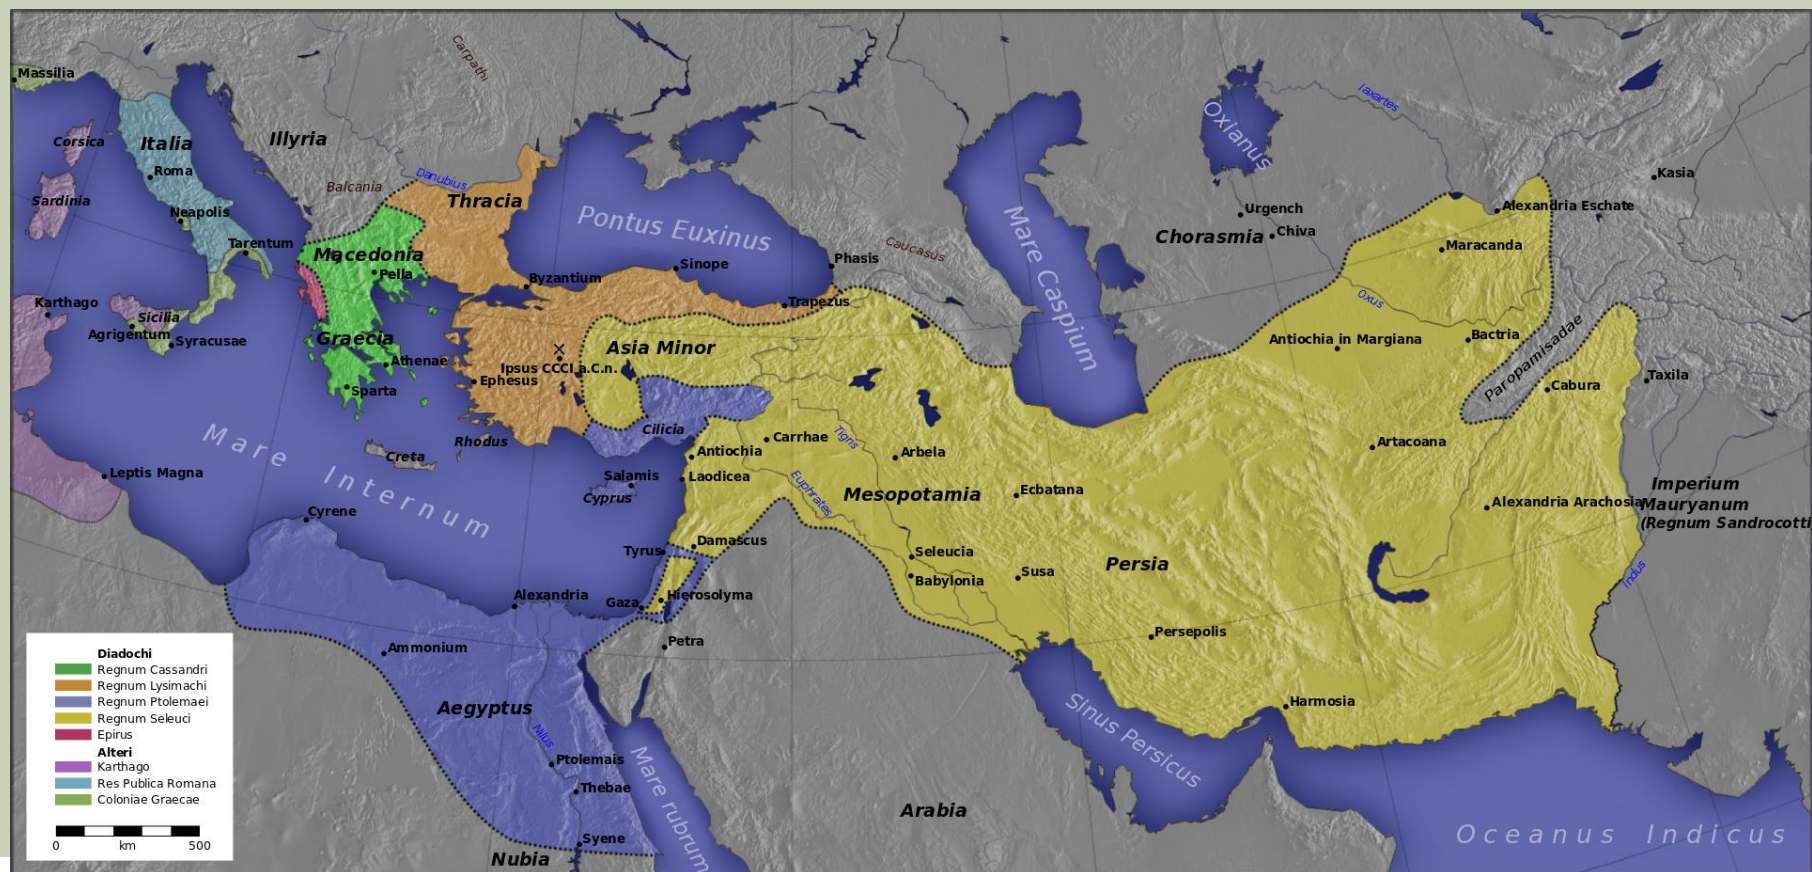 Carpathi
Massilia
Iaxartes
Oxianus
Corsica
Italia
Illyria
Roma
Kasia
Danubius
Balcania
Sardinia
Thracia
Neapolis
Pontus Euxinus
Mare Caspium
Urgench
Alexandria Eschate
Chorasmia
Chiva
Tarentum
Macedonia
Caucasus
Maracanda
Pella
Sinope
Phasis
Byzantium
Karthago
Trapezus
Oxus
Sicilia
Agrigentum
Syracusae
Graecia
Asia Minor
Antiochia in Margiana
Bactria
Paropamisadae
Athenae
Ipsus CCCI a.C.n.
Ephesus
Sparta
Cabura
Taxila
Mare Internum
Rhodus
Cilicia
Creta
Carrhae
Tigris
Antiochia
Arbela
Artacoana
Leptis Magna
Salamis
Laodicea
Cyprus
Euphrates
Mesopotamia
Ecbatana
Alexandria Arachosia
Imperium
Mauryanum
(Regnum Sandrocotti
Cyrene
Damascus
Tyrus
Seleucia
Babylonia
Susa
Persia
Indus
Alexandria
Gaza
Hierosolyma
Petra
Persepolis
Ammonium
Aegyptus
Nilus
Harmosia
Sinus Persicus
Mare rubrum
Ptolemais
Thebae
Arabia
Syene
Nubia
Oceanus Indicus
Diadochi
Regnum Cassandri
Regnum Lysimachi
Regnum Ptolemaei
Regnum Seleuci
Epirus
Alteri
Karthago
Res Publica Romana
Coloniae Graecae
0 km 500